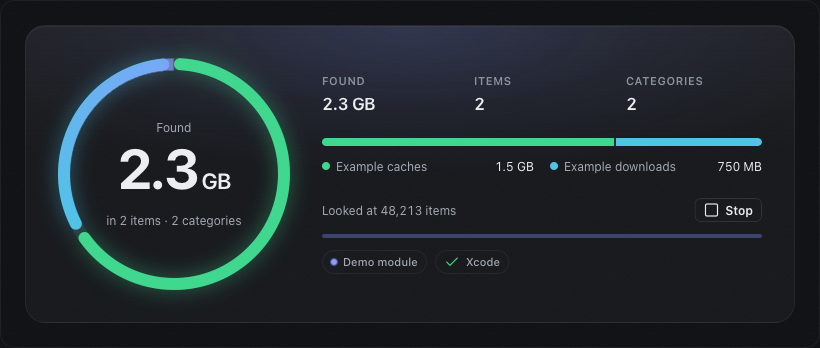 Found
2.3 GB
in 2 items · 2 categories
FOUND ITEMS CATEGORIES
2.3 GB 2 2
Example caches 1.5 GB Example downloads 750 MB
Looked at 48,213 items Stop
Demo module Xcode